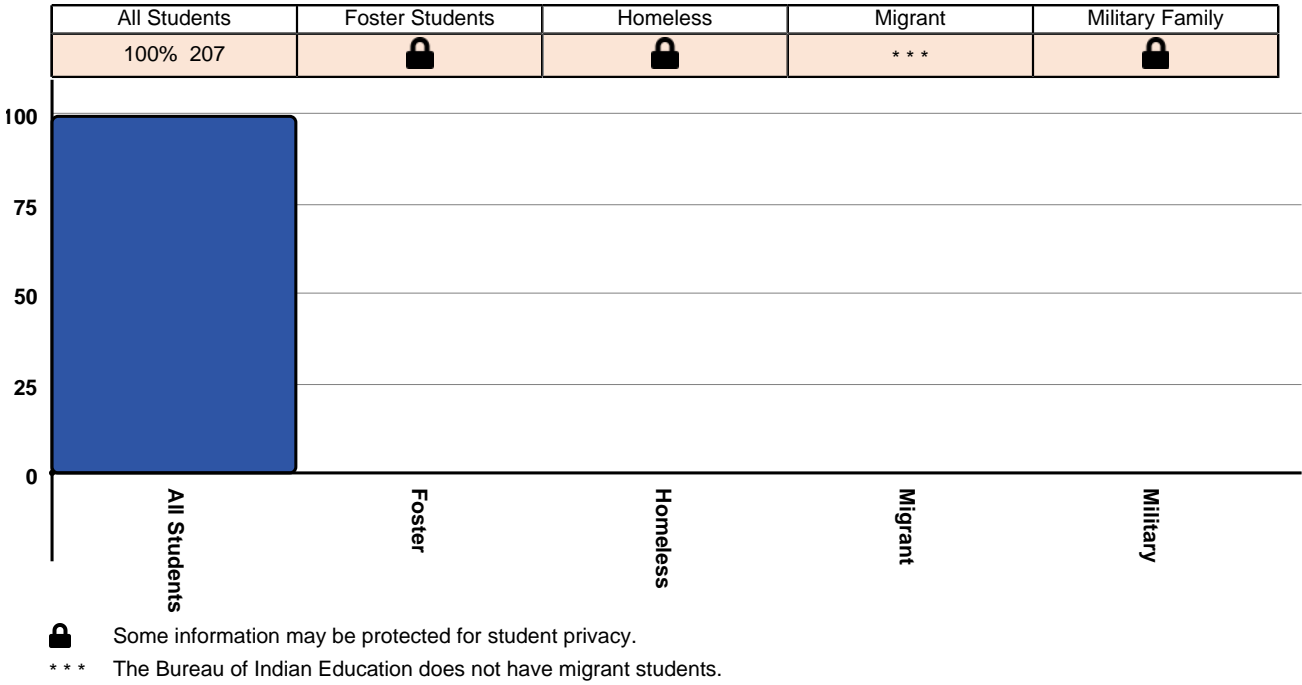 All Students Foster Students Homeless Migrant Military Family
100% 207 * * *
100
75
50
25
0
All Students Foster Homeless Migrant Military
Some information may be protected for student privacy.
* * * The Bureau of Indian Education does not have migrant students.